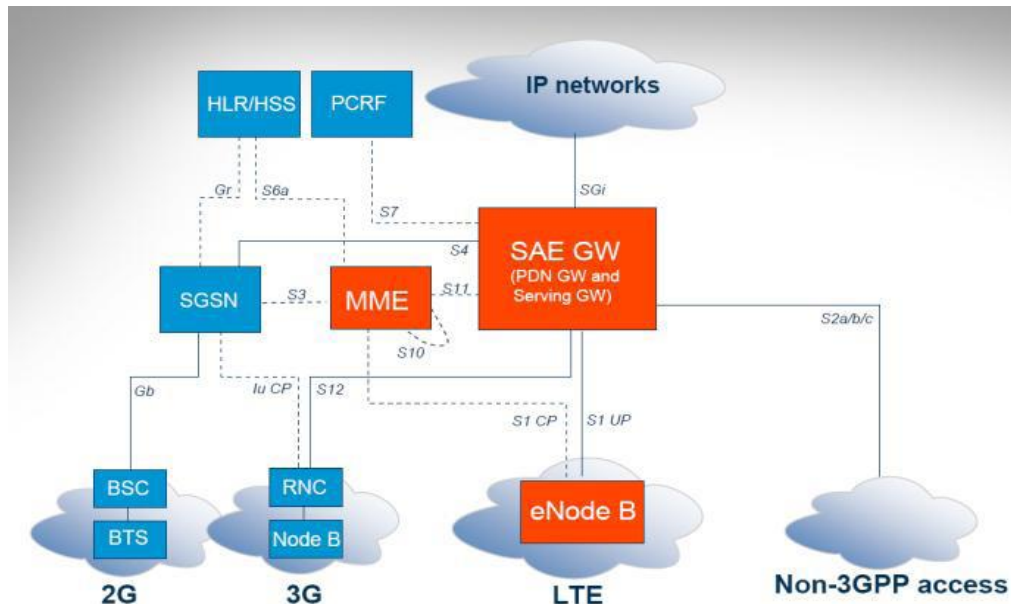 IP networks
HLR/HSS
PCRF
Gr
S6a
SGi
S7
S4
SAE GW
(PDN GW and
Serving GW)
SGSN
S3
MME
S11
S2a/b/c
S10
Gb
Iu CP
S12
S1 CP
S1 UP
BSC
RNC
eNode B
BTS
Node B
2G
3G
LTE
Non-3GPP access